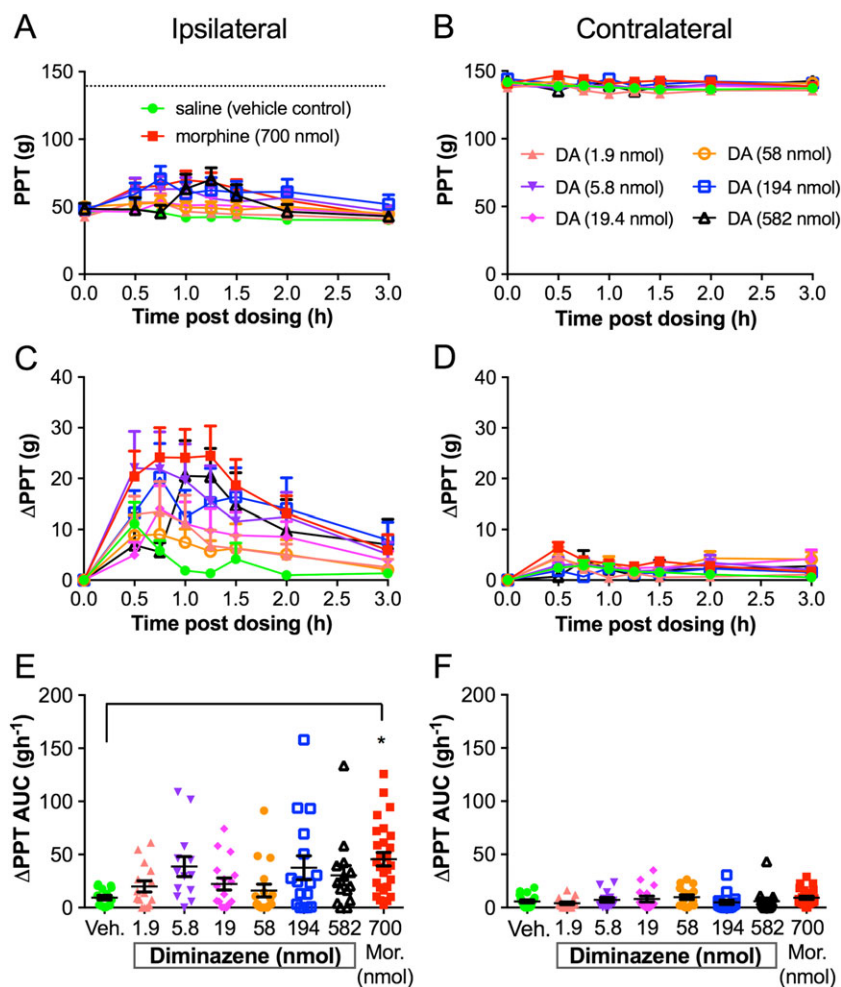 A Ipsilateral
B Contralateral
150
100
50
0
PPT (g)
saline (vehicle control)
morphine (700 nmol)
0.0 0.5 1.0 1.5 2.0 2.5 3.0
Time post dosing (h)
150
100
50
0
PPT (g)
DA (1.9 nmol) DA (58 nmol)
DA (5.8 nmol) DA (194 nmol)
DA (19.4 nmol) DA (582 nmol)
0.0 0.5 1.0 1.5 2.0 2.5 3.0
Time post dosing (h)
C
40
30
20
10
0
ΔPPT (g)
0.0 0.5 1.0 1.5 2.0 2.5 3.0
Time post dosing (h)
D
40
30
20
10
0
ΔPPT (g)
0.0 0.5 1.0 1.5 2.0 2.5 3.0
Time post dosing (h)
E
200
150
100
50
0
ΔPPT AUC (gh-1)
*
Veh. 1.9 5.8 19 58 194 582 700
Diminazene (nmol) Mor.
(nmol)
F
200
150
100
50
0
ΔPPT AUC (gh-1)
Veh. 1.9 5.8 19 58 194 582 700
Diminazene (nmol) Mor.
(nmol)